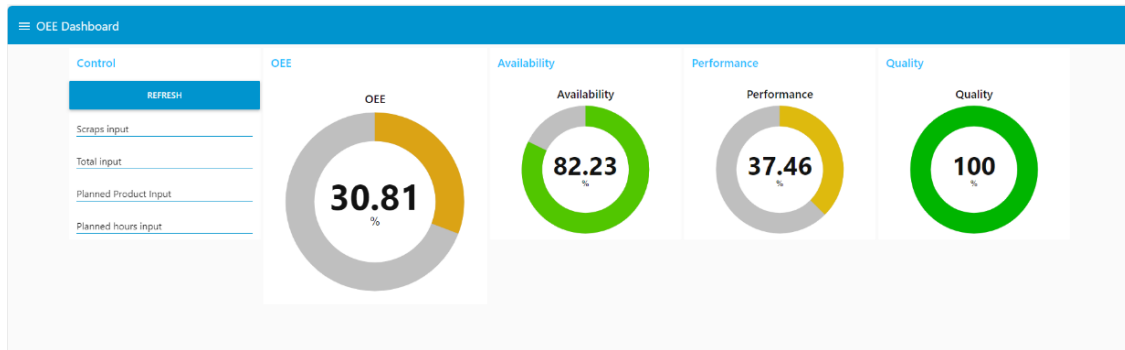 OEE Dashboard
Control
REFRESH
Scraps input
Total input
Planned Product Input
Planned hours input
OEE
OEE
30.81
%
Availability
Availability
82.23
%
Performance
Performance
37.46
%
Quality
Quality
100
%